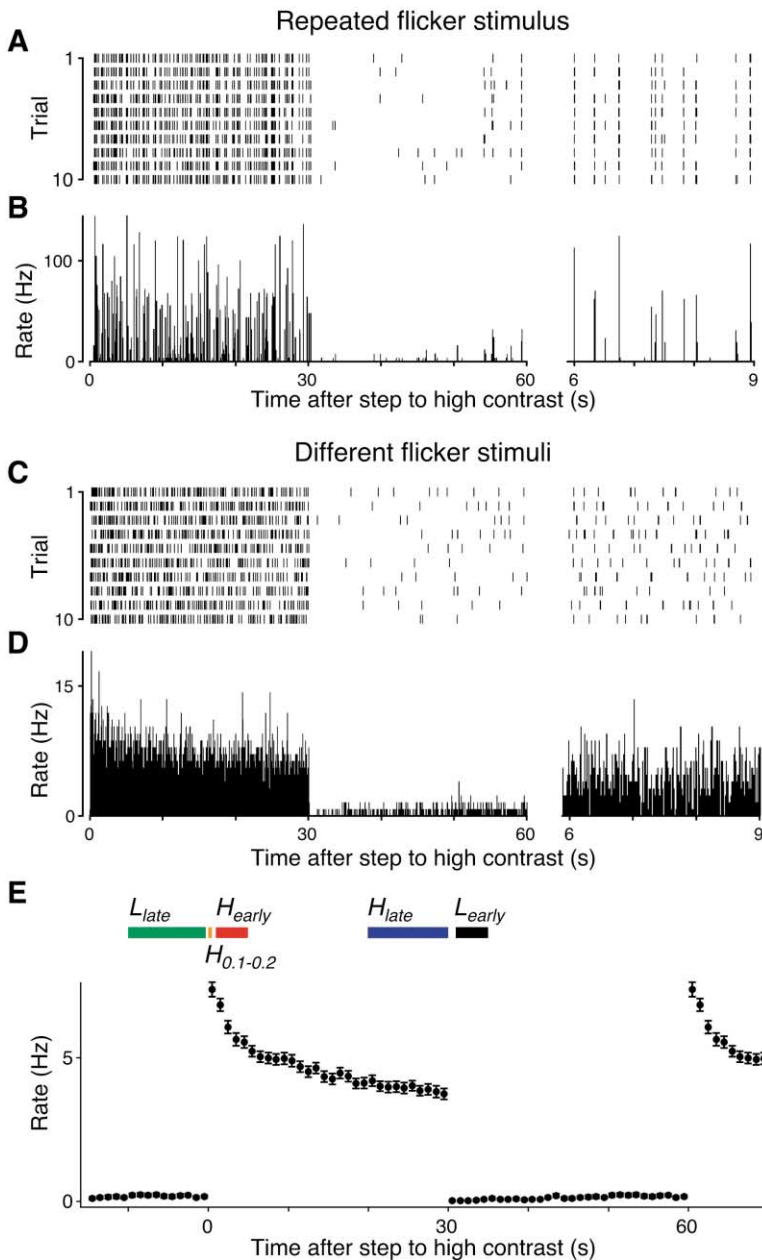 Repeated flicker stimulus
A
1
Trial
10
B
100
Rate (Hz)
0
0 30 60 6 9
Time after step to high contrast (s)
Different flicker stimuli
C
1
Trial
10
D
15
Rate (Hz)
0
0 30 60 6 9
Time after step to high contrast (s)
E
L_late H_early H_late L_early
H_0.1-0.2
5
Rate (Hz)
0
0 30 60
Time after step to high contrast (s)